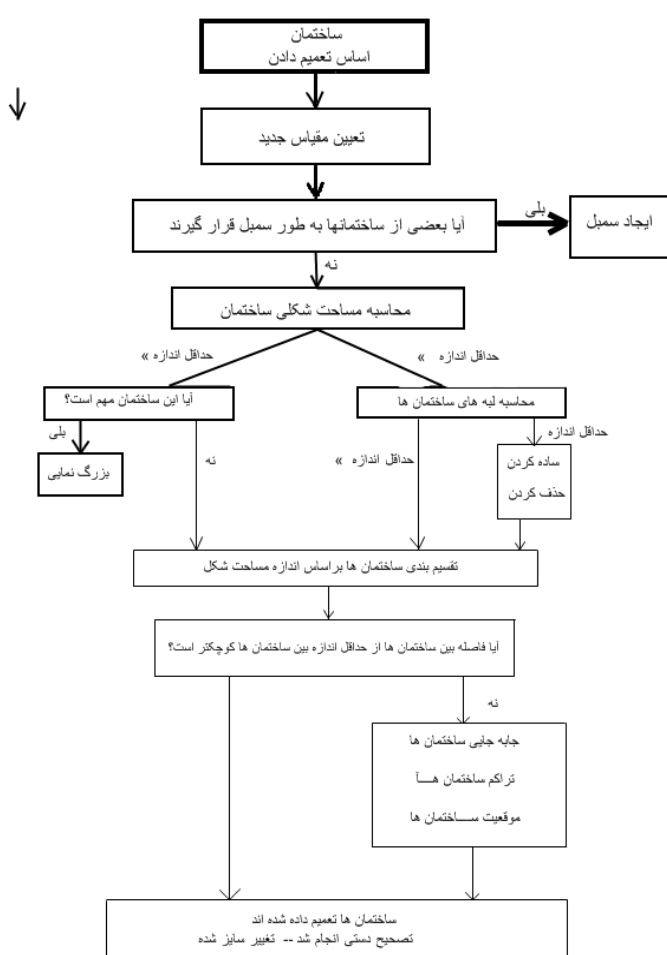 ساختمان
اساس تعمیم دادن
تعیین مقیاس جدید
آیا بعضی از ساختمانها به طور سمبل قرار گیرند
بلی
ایجاد سمبل
نه
محاسبه مساحت شکلی ساختمان
حداقل اندازه »
حداقل اندازه »
محاسبه لبه های ساختمان ها
آیا این ساختمان مهم است؟
حداقل اندازه
بلی
ساده کردن
حذف کردن
حداقل اندازه »
نه
بزرگ نمایی
تقسیم بندی ساختمان ها براساس اندازه مساحت شکل
آیا فاصله بین ساختمان ها از حداقل اندازه بین ساختمان ها کوچکتر است؟
نه
جابه جایی ساختمان ها
تراکم ساختمان هــــآ
موقعیت ســــاختمان ها
ساختمان ها تعمیم داده شده اند
تصحیح دستی انجام شد -- تغییر سایز شده